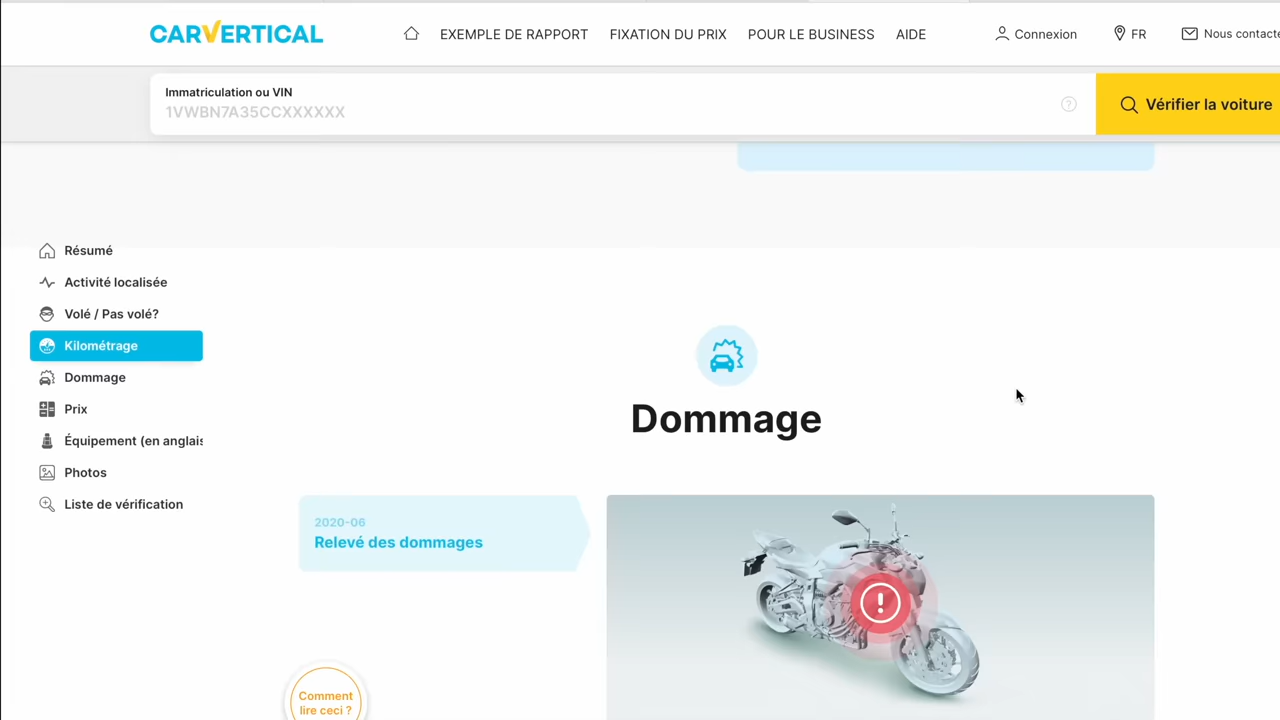 CARVERTICAL
EXEMPLE DE RAPPORT
FIXATION DU PRIX
POUR LE BUSINESS
AIDE
Connexion
FR
Nous contacte
Immatriculation ou VIN
1VWBN7A35CCXXXXXX
?
Vérifier la voiture
Résumé
Activité localisée
Volé / Pas volé?
Kilométrage
Dommage
Prix
Équipement (en anglais
Photos
Liste de vérification
Dommage
2020-06
Relevé des dommages
!
Comment
lire ceci ?